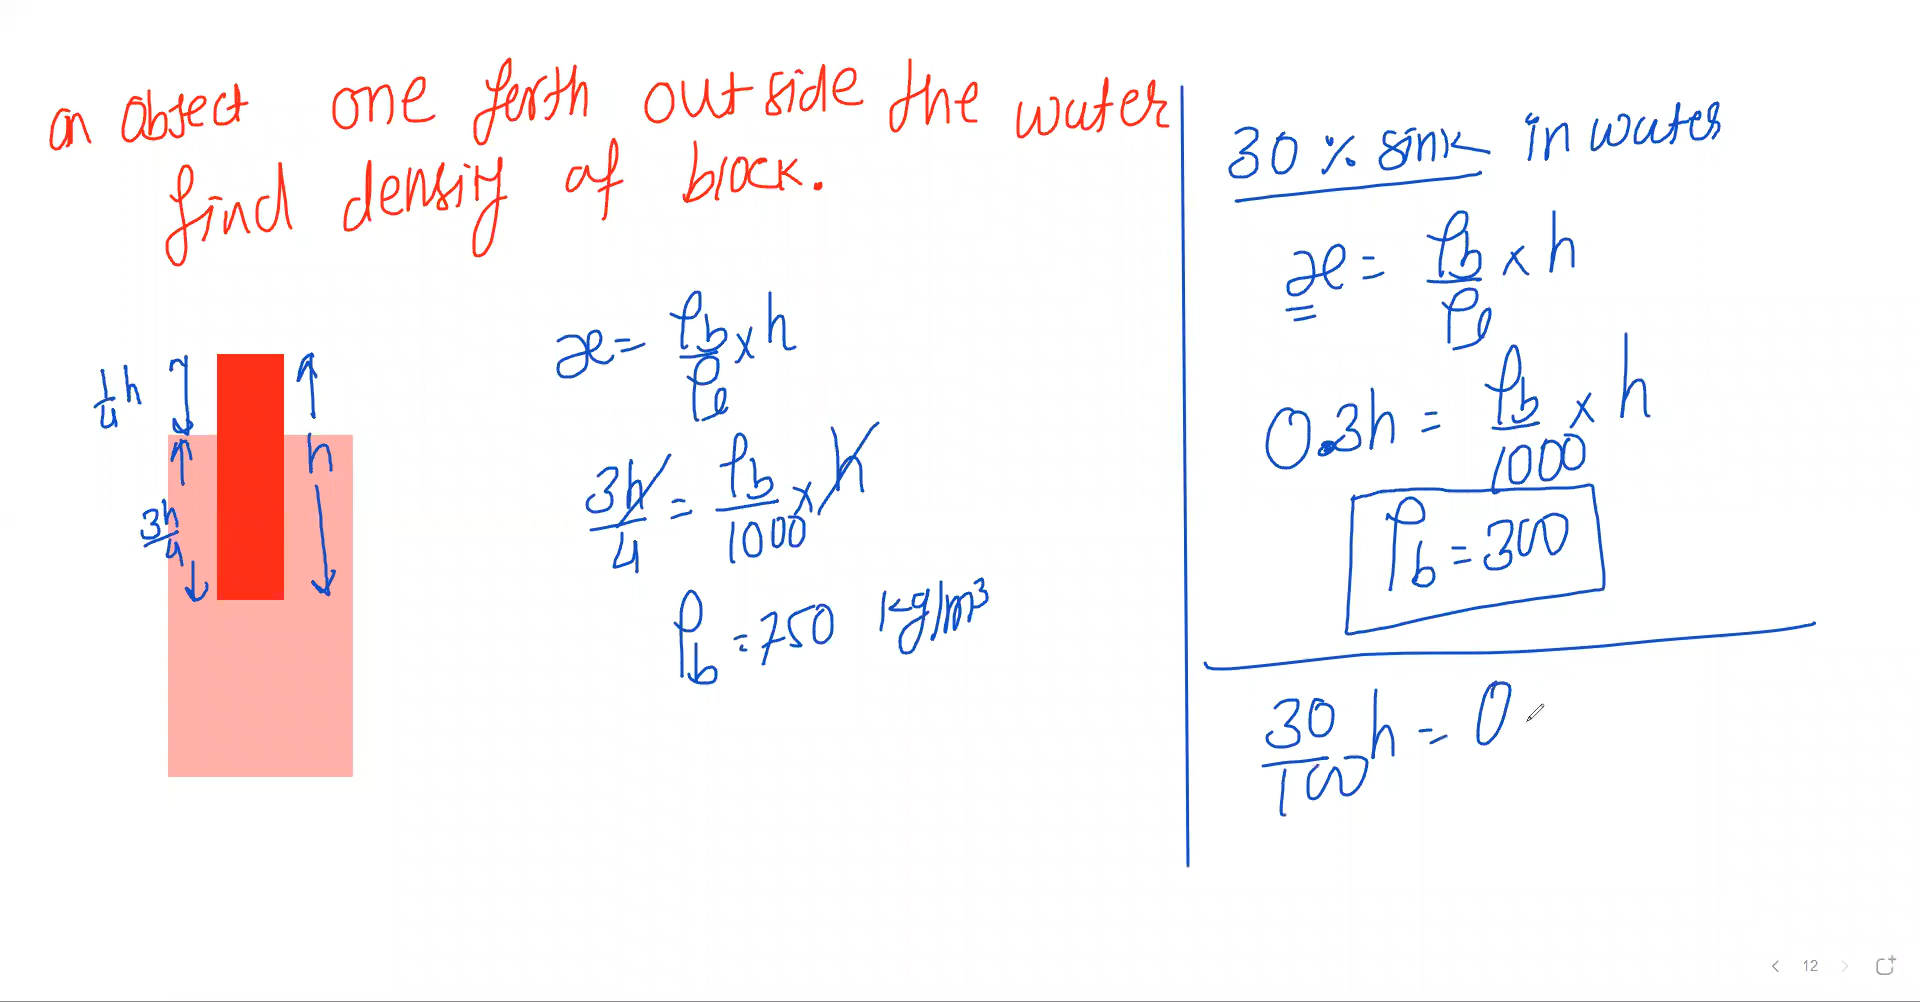 an object one forth outside the water
find density of block.
1/4 h
h
3h/4
x = ρb/ρl × h
3h/4 = ρb/1000 × h
ρb = 750 kg/m³
30 % sink in water
x = ρb/ρl × h
0.3h = ρb/1000 × h
ρb = 300
30/100 h = 0
12